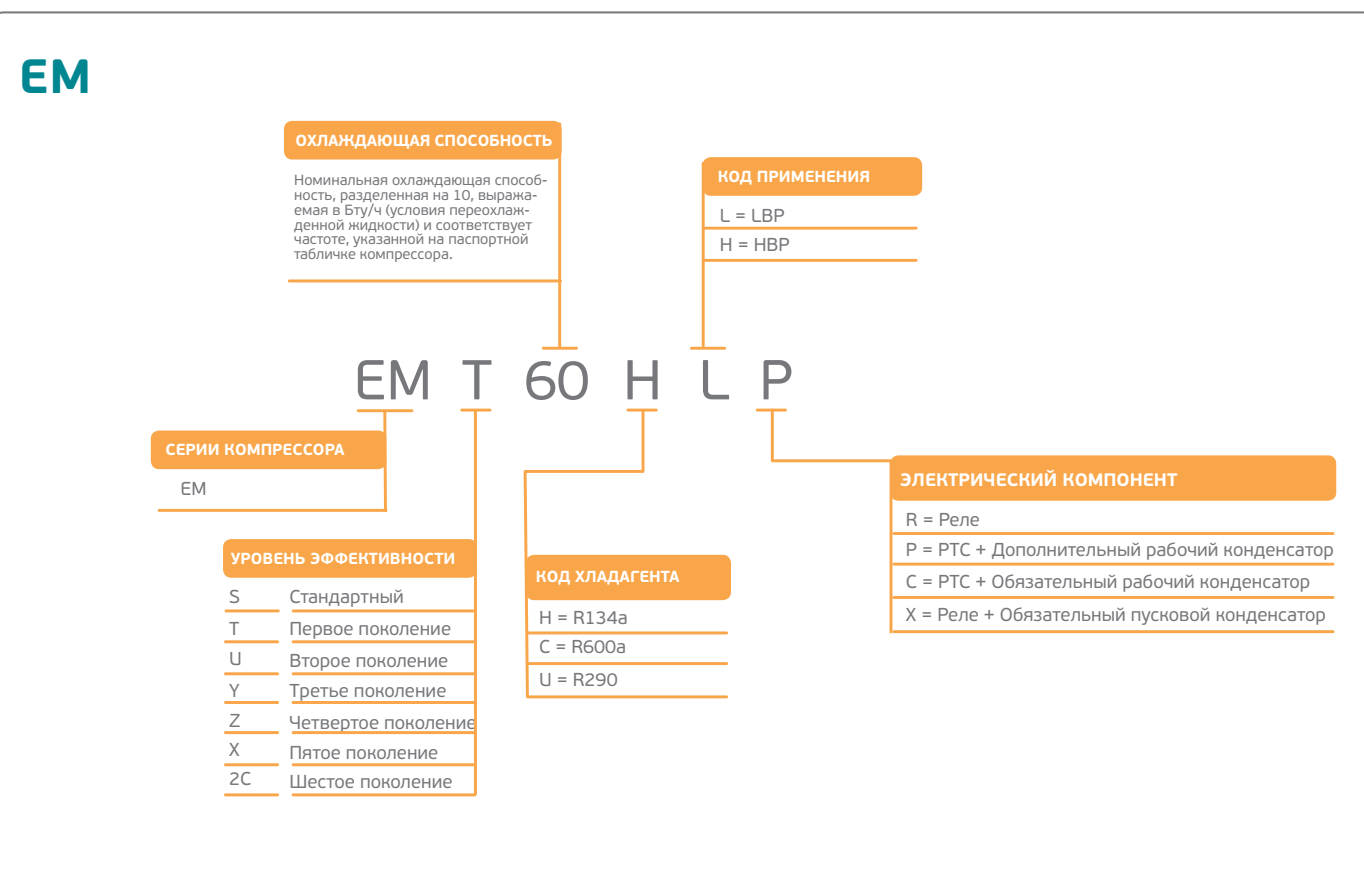 EM
ОХЛАЖДАЮЩАЯ СПОСОБНОСТЬ
Номинальная охлаждающая способ-
ность, разделенная на 10, выража-
емая в Бту/ч (условия переохлаж-
денной жидкости) и соответствует
частоте, указанной на паспортной
табличке компрессора.
КОД ПРИМЕНЕНИЯ
L = LBP
H = HBP
EM T 60 H L P
СЕРИИ КОМПРЕССОРА
EM
УРОВЕНЬ ЭФФЕКТИВНОСТИ
S Стандартный
T Первое поколение
U Второе поколение
Y Третье поколение
Z Четвертое поколение
X Пятое поколение
2C Шестое поколение
КОД ХЛАДАГЕНТА
H = R134a
C = R600a
U = R290
ЭЛЕКТРИЧЕСКИЙ КОМПОНЕНТ
R = Реле
P = PTC + Дополнительный рабочий конденсатор
C = PTC + Обязательный рабочий конденсатор
X = Реле + Обязательный пусковой конденсатор